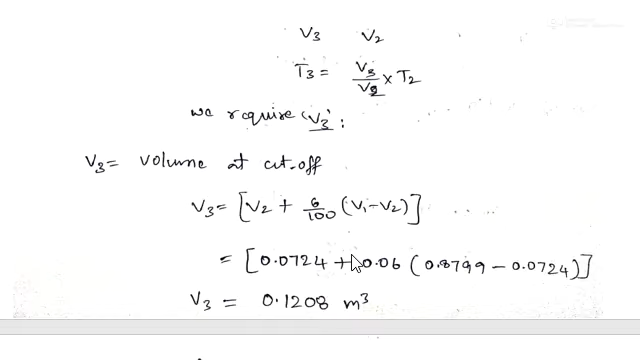 V3 V2
T3 = V3/V2 × T2
we require 'V3':
V3 = volume at cut-off
V3 = [V2 + 6/100 (V1 - V2)]
= [0.0724 + 0.06 (0.8799 - 0.0724)]
V3 = 0.1208 m³